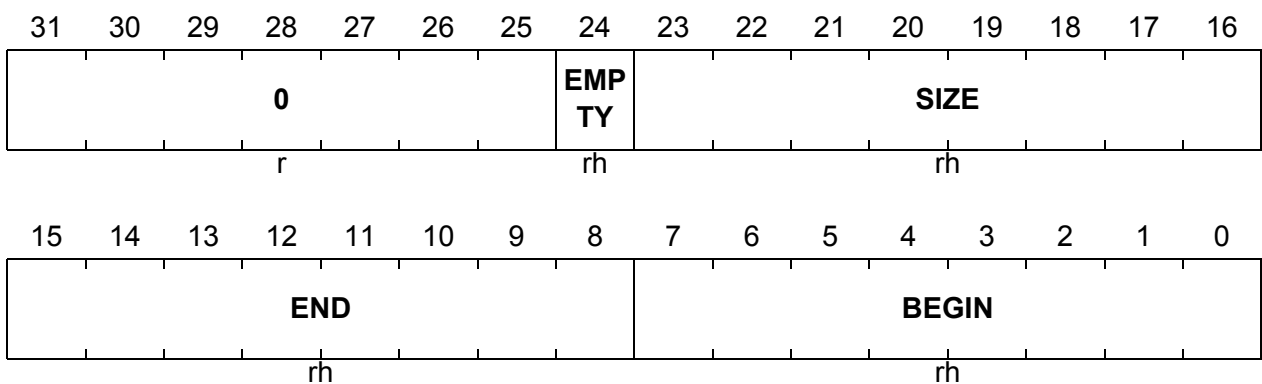 31 30 29 28 27 26 25 24 23 22 21 20 19 18 17 16
0 EMP TY SIZE
r rh rh
15 14 13 12 11 10 9 8 7 6 5 4 3 2 1 0
END BEGIN
rh rh